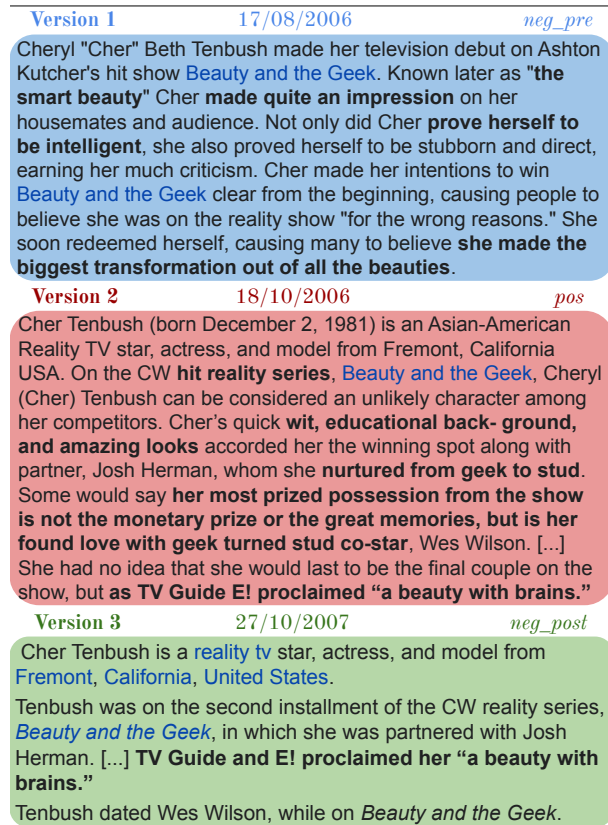 Version 1 17/08/2006 neg_pre
Cheryl "Cher" Beth Tenbush made her television debut on Ashton
Kutcher's hit show Beauty and the Geek. Known later as "the
smart beauty" Cher made quite an impression on her
housemates and audience. Not only did Cher prove herself to
be intelligent, she also proved herself to be stubborn and direct,
earning her much criticism. Cher made her intentions to win
Beauty and the Geek clear from the beginning, causing people to
believe she was on the reality show "for the wrong reasons." She
soon redeemed herself, causing many to believe she made the
biggest transformation out of all the beauties.
Version 2 18/10/2006 pos
Cher Tenbush (born December 2, 1981) is an Asian-American
Reality TV star, actress, and model from Fremont, California
USA. On the CW hit reality series, Beauty and the Geek, Cheryl
(Cher) Tenbush can be considered an unlikely character among
her competitors. Cher’s quick wit, educational back- ground,
and amazing looks accorded her the winning spot along with
partner, Josh Herman, whom she nurtured from geek to stud.
Some would say her most prized possession from the show
is not the monetary prize or the great memories, but is her
found love with geek turned stud co-star, Wes Wilson. [...]
She had no idea that she would last to be the final couple on the
show, but as TV Guide E! proclaimed “a beauty with brains.”
Version 3 27/10/2007 neg_post
Cher Tenbush is a reality tv star, actress, and model from
Fremont, California, United States.
Tenbush was on the second installment of the CW reality series,
Beauty and the Geek, in which she was partnered with Josh
Herman. [...] TV Guide and E! proclaimed her “a beauty with
brains.”
Tenbush dated Wes Wilson, while on Beauty and the Geek.